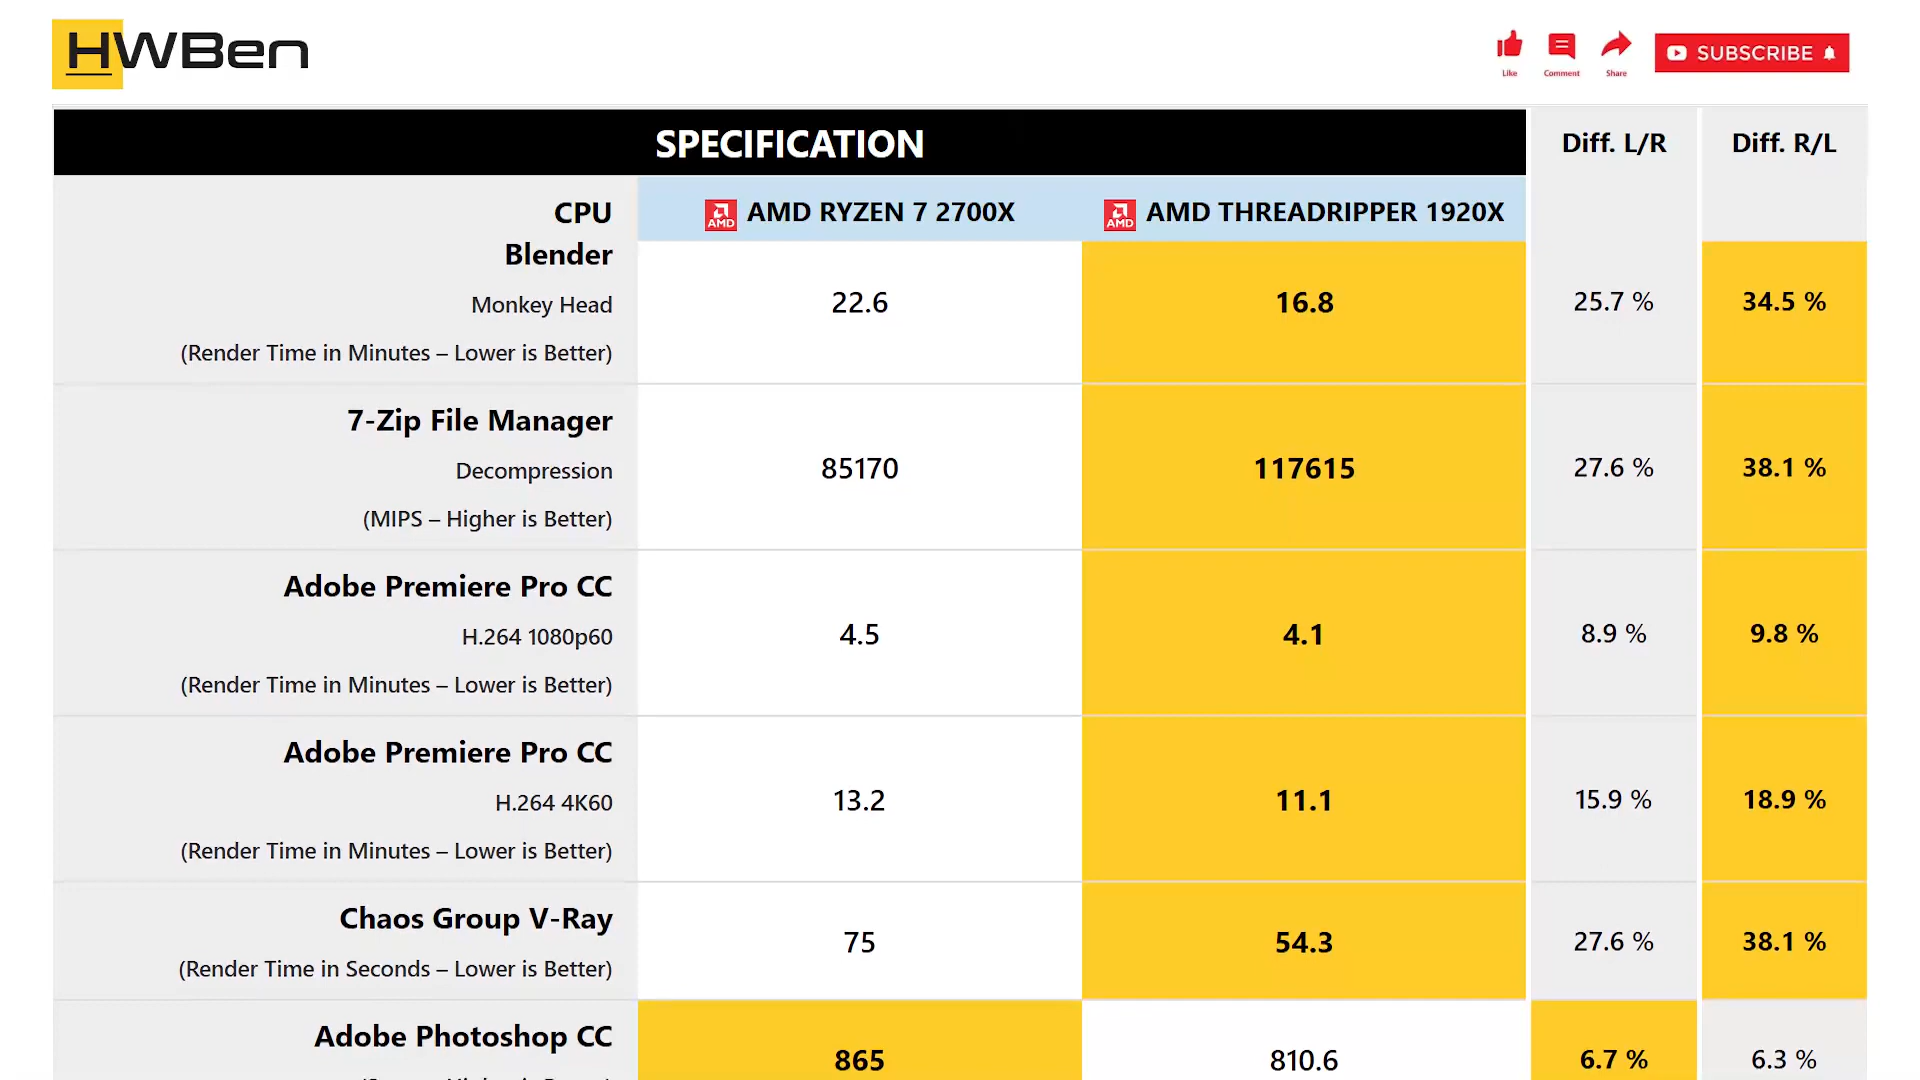 HWBen
Like
Comment
Share
SUBSCRIBE
SPECIFICATION
Diff. L/R
Diff. R/L
CPU
AMD AMD RYZEN 7 2700X
AMD AMD THREADRIPPER 1920X
Blender
Monkey Head
(Render Time in Minutes – Lower is Better)
22.6
16.8
25.7 %
34.5 %
7-Zip File Manager
Decompression
(MIPS – Higher is Better)
85170
117615
27.6 %
38.1 %
Adobe Premiere Pro CC
H.264 1080p60
(Render Time in Minutes – Lower is Better)
4.5
4.1
8.9 %
9.8 %
Adobe Premiere Pro CC
H.264 4K60
(Render Time in Minutes – Lower is Better)
13.2
11.1
15.9 %
18.9 %
Chaos Group V-Ray
(Render Time in Seconds – Lower is Better)
75
54.3
27.6 %
38.1 %
Adobe Photoshop CC
865
810.6
6.7 %
6.3 %